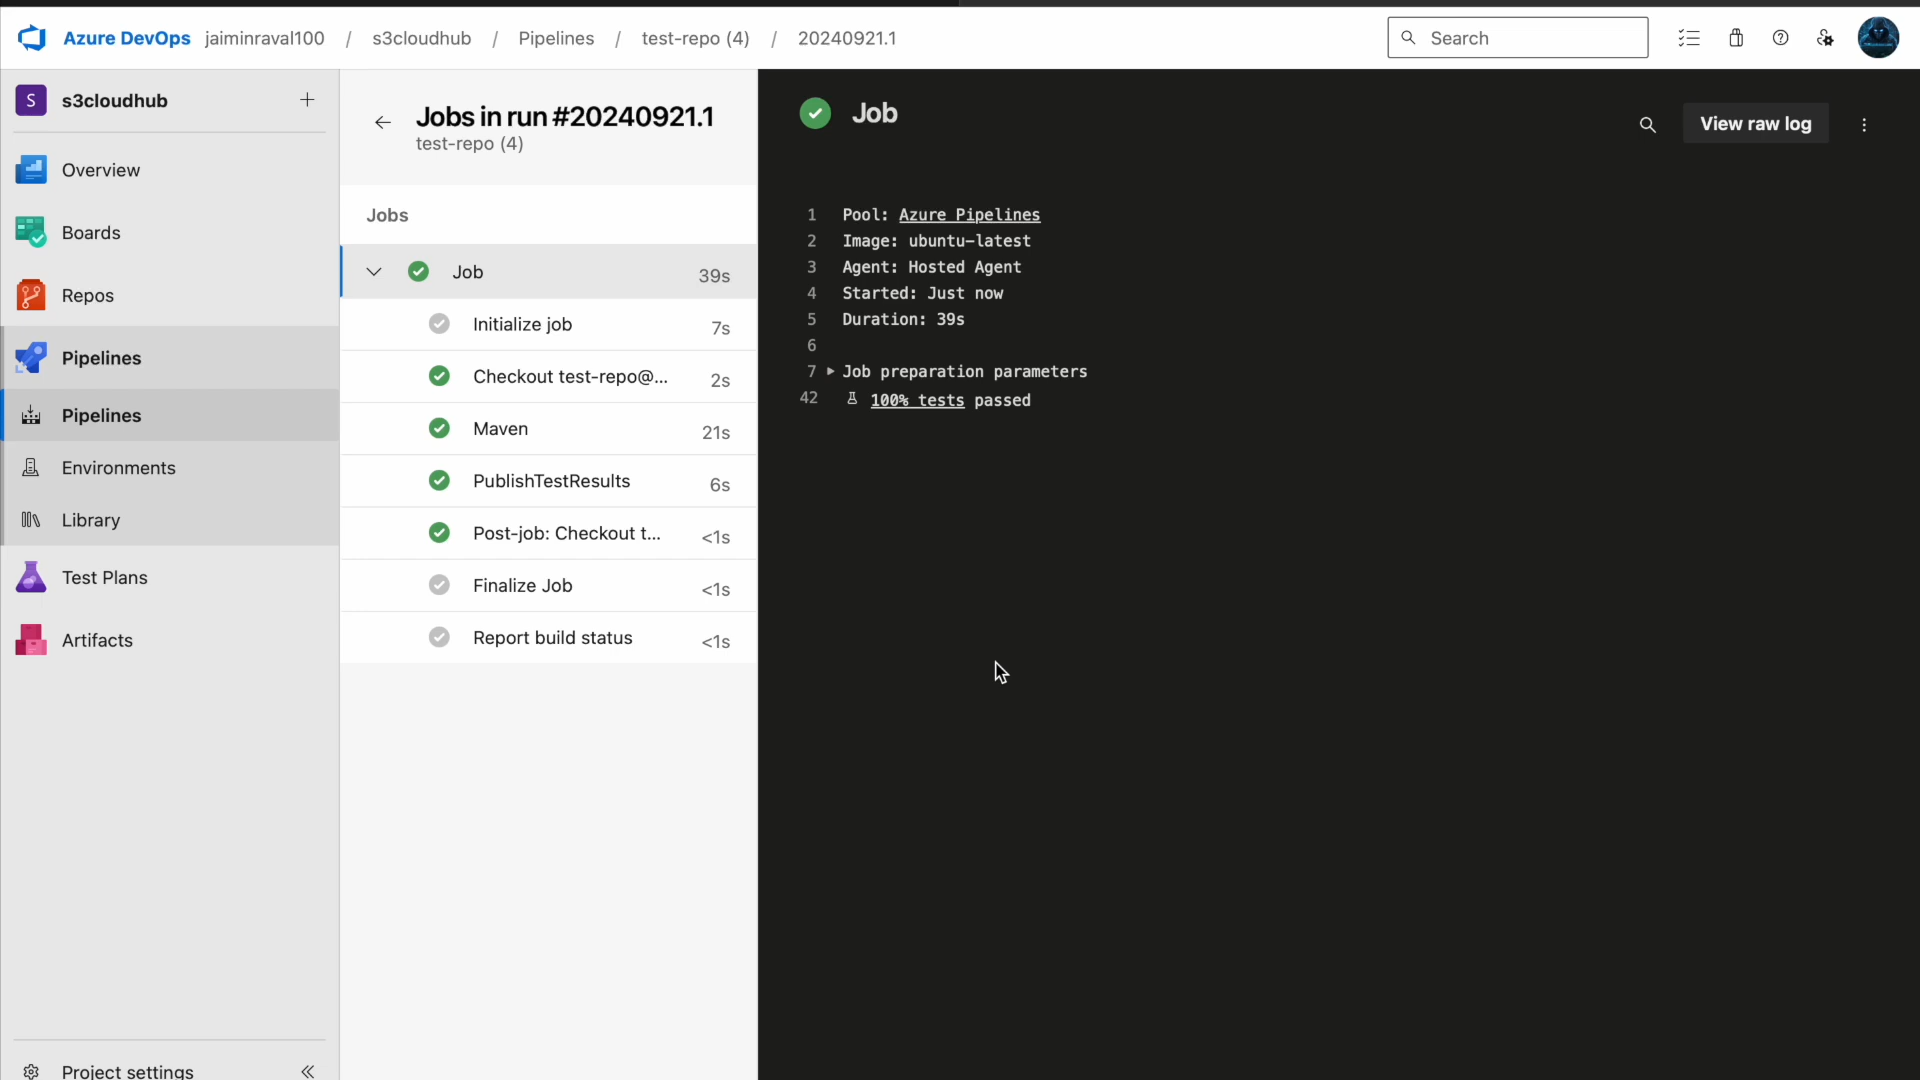 Azure DevOps jaiminraval100 / s3cloudhub / Pipelines / test-repo (4) / 20240921.1
Search
S s3cloudhub
Overview
Boards
Repos
Pipelines
Pipelines
Environments
Library
Test Plans
Artifacts
Project settings
Jobs in run #20240921.1
test-repo (4)
Jobs
Job 39s
Initialize job 7s
Checkout test-repo@... 2s
Maven 21s
PublishTestResults 6s
Post-job: Checkout t... <1s
Finalize Job <1s
Report build status <1s
Job
View raw log
1 Pool: Azure Pipelines
2 Image: ubuntu-latest
3 Agent: Hosted Agent
4 Started: Just now
5 Duration: 39s
6
7 Job preparation parameters
42 100% tests passed